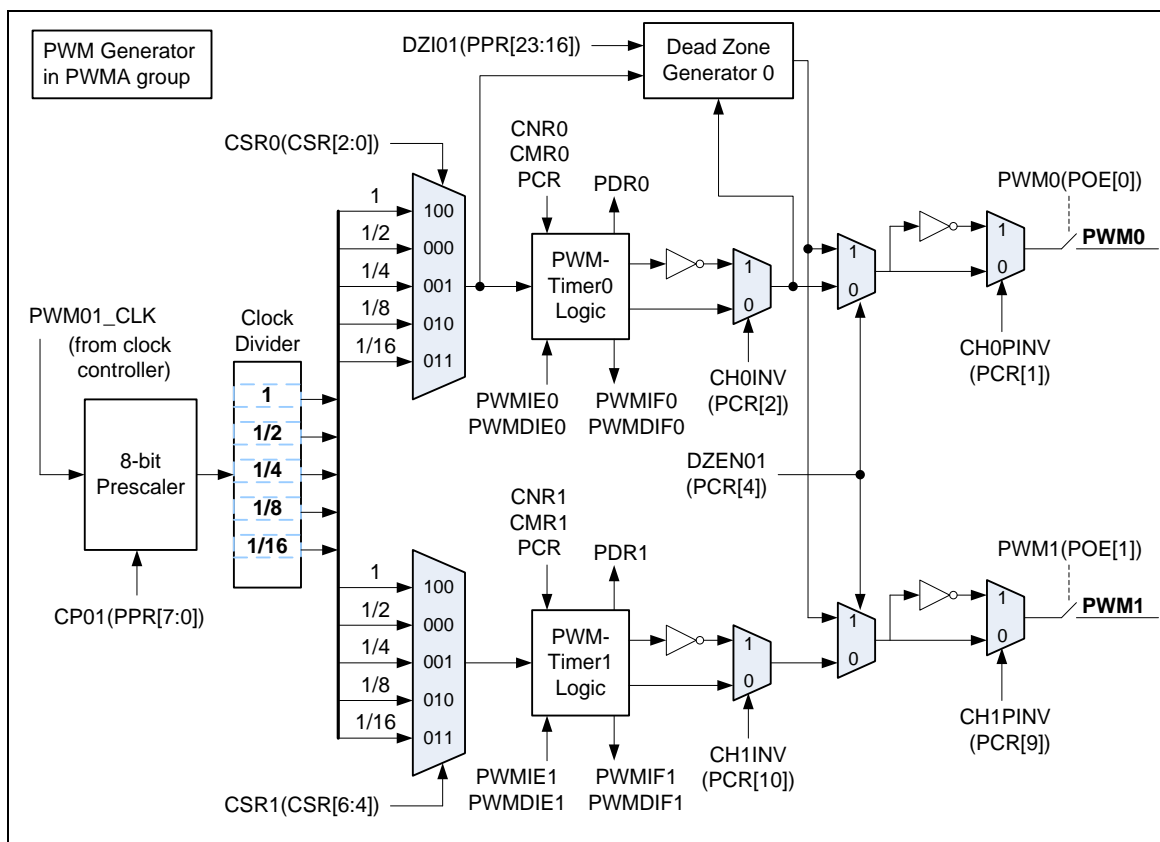 PWM Generator
in PWMA group
DZI01(PPR[23:16])
Dead Zone
Generator 0
CSR0(CSR[2:0])
CNR0
CMR0
PCR
PDR0
1
1/2
1/4
1/8
1/16
100
000
001
010
011
PWM-
Timer0
Logic
1
0
CH0INV
(PCR[2])
PWMIE0
PWMDIE0
PWMIF0
PWMDIF0
1
0
1
0
CH0PINV
(PCR[1])
PWM0(POE[0])
PWM0
PWM01_CLK
(from clock
controller)
8-bit
Prescaler
CP01(PPR[7:0])
Clock
Divider
1
1/2
1/4
1/8
1/16
DZEN01
(PCR[4])
CNR1
CMR1
PCR
PDR1
1
1/2
1/4
1/8
1/16
100
000
001
010
011
CSR1(CSR[6:4])
PWM-
Timer1
Logic
1
0
CH1INV
(PCR[10])
PWMIE1
PWMDIE1
PWMIF1
PWMDIF1
1
0
1
0
CH1PINV
(PCR[9])
PWM1(POE[1])
PWM1